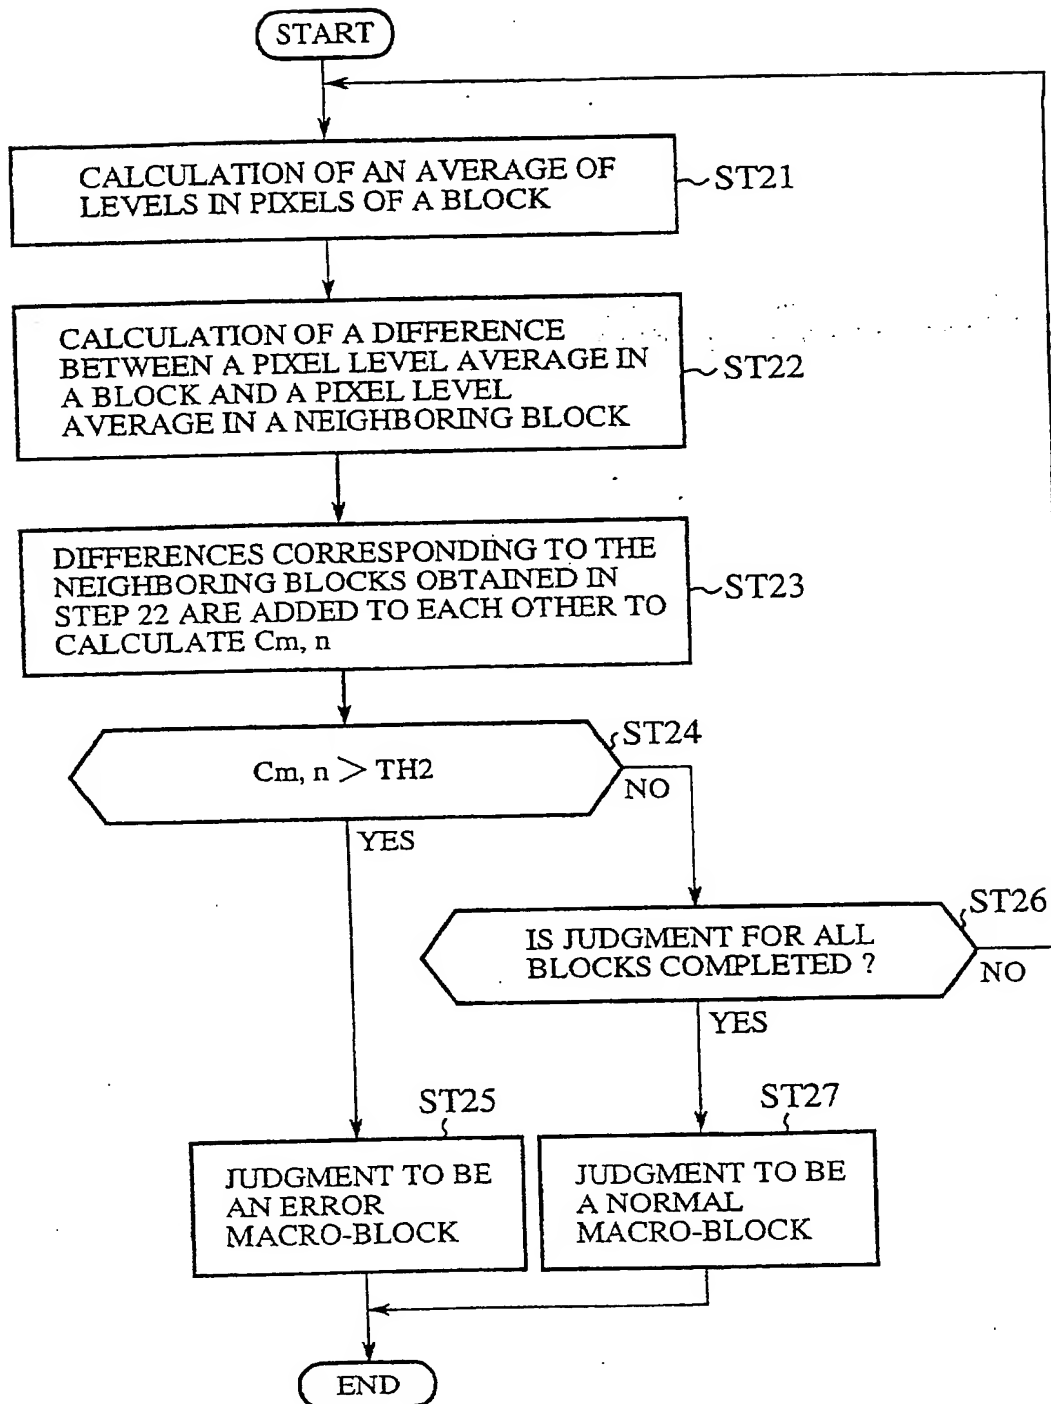 START
CALCULATION OF AN AVERAGE OF
LEVELS IN PIXELS OF A BLOCK
ST21
CALCULATION OF A DIFFERENCE
BETWEEN A PIXEL LEVEL AVERAGE IN
A BLOCK AND A PIXEL LEVEL
AVERAGE IN A NEIGHBORING BLOCK
ST22
DIFFERENCES CORRESPONDING TO THE
NEIGHBORING BLOCKS OBTAINED IN
STEP 22 ARE ADDED TO EACH OTHER TO
CALCULATE Cm, n
ST23
ST24
Cm, n > TH2
NO
YES
ST26
IS JUDGMENT FOR ALL
BLOCKS COMPLETED ?
NO
YES
ST25
JUDGMENT TO BE
AN ERROR
MACRO-BLOCK
ST27
JUDGMENT TO BE
A NORMAL
MACRO-BLOCK
END